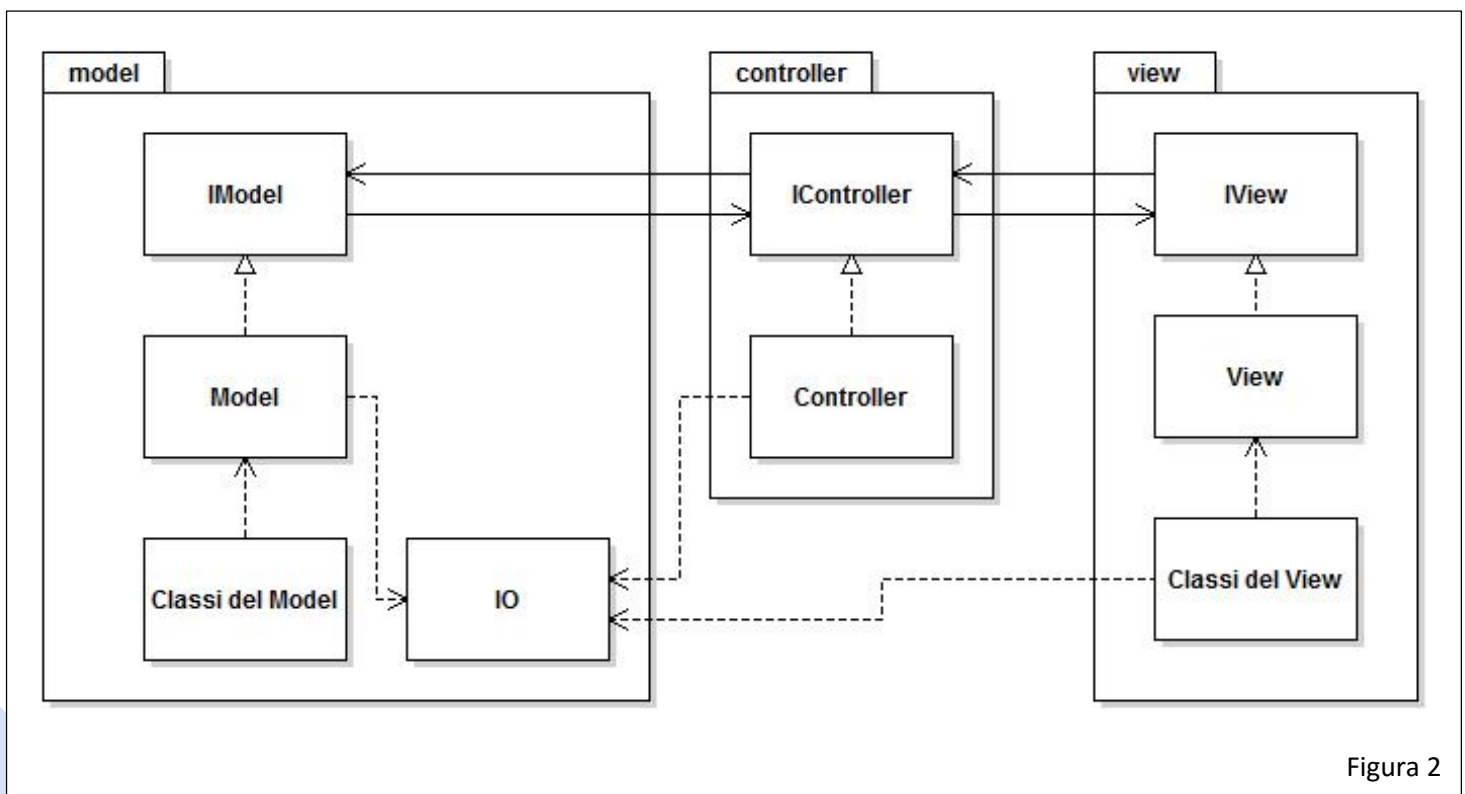 model
controller
view
IModel
IController
IView
Model
Controller
View
Classi del Model
IO
Classi del View
Figura 2